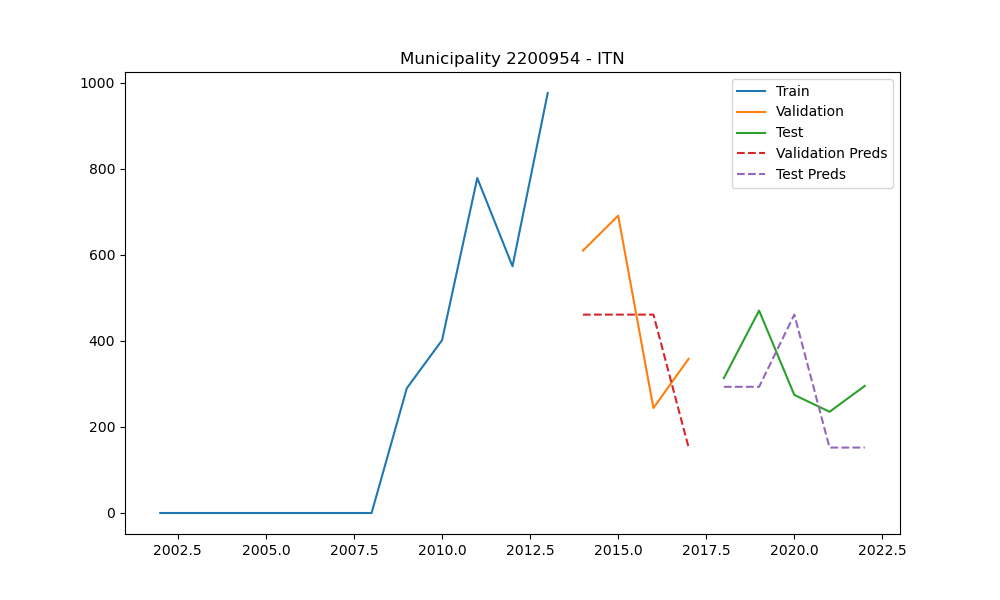 Municipality 2200954 - ITN
1000
800
600
400
200
0
Train
Validation
Test
Validation Preds
Test Preds
2002.5 2005.0 2007.5 2010.0 2012.5 2015.0 2017.5 2020.0 2022.5